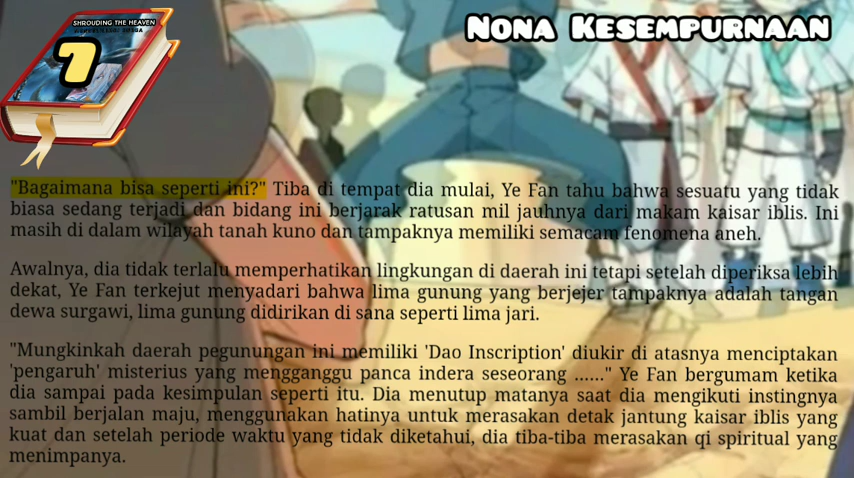 SHROUDING THE HEAVEN
7
Nona Kesempurnaan
"Bagaimana bisa seperti ini?" Tiba di tempat dia mulai, Ye Fan tahu bahwa sesuatu yang tidak
biasa sedang terjadi dan bidang ini berjarak ratusan mil jauhnya dari makam kaisar iblis. Ini
masih di dalam wilayah tanah kuno dan tampaknya memiliki semacam fenomena aneh.
Awalnya, dia tidak terlalu memperhatikan lingkungan di daerah ini tetapi setelah diperiksa lebih
dekat, Ye Fan terkejut menyadari bahwa lima gunung yang berjejer tampaknya adalah tangan
dewa surgawi, lima gunung didirikan di sana seperti lima jari.
"Mungkinkah daerah pegunungan ini memiliki 'Dao Inscription' diukir di atasnya menciptakan
'pengaruh' misterius yang mengganggu panca indera seseorang ......" Ye Fan bergumam ketika
dia sampai pada kesimpulan seperti itu. Dia menutup matanya saat dia mengikuti instingnya
sambil berjalan maju, menggunakan hatinya untuk merasakan detak jantung kaisar iblis yang
kuat dan setelah periode waktu yang tidak diketahui, dia tiba-tiba merasakan qi spiritual yang
menimpanya.